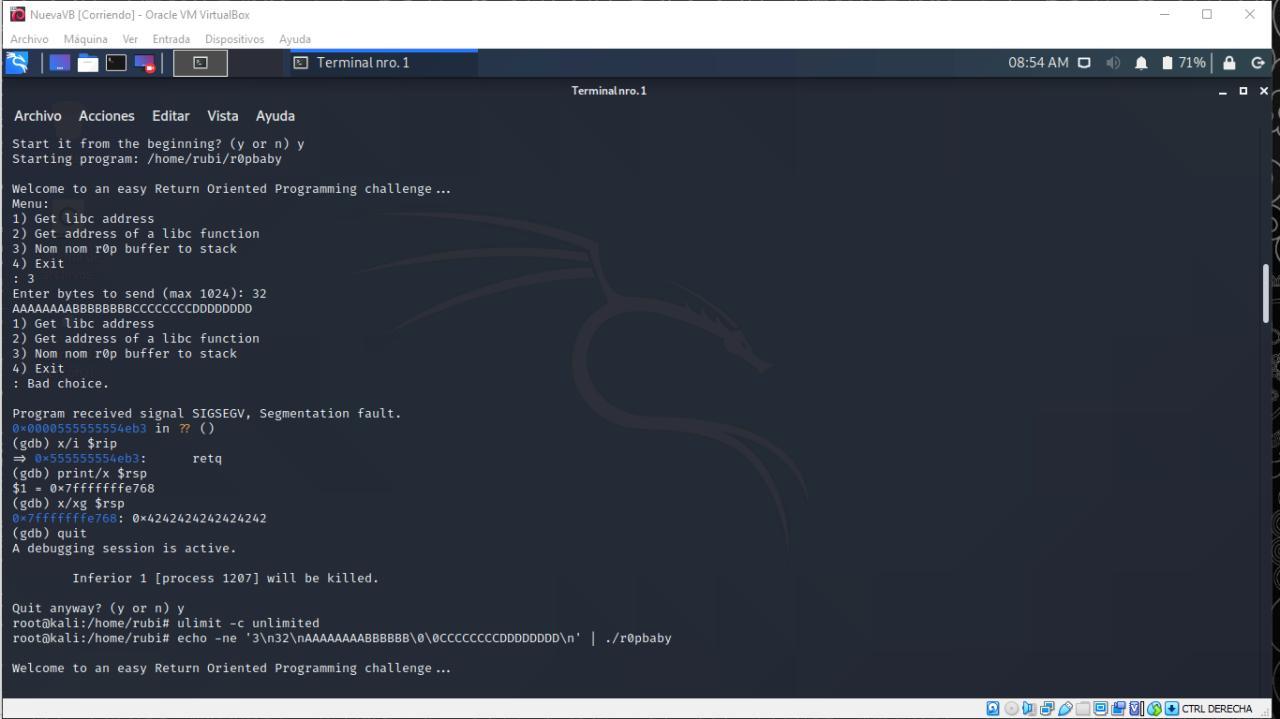 NuevaVB [Corriendo] - Oracle VM VirtualBox
Archivo Máquina Ver Entrada Dispositivos Ayuda
Terminal nro. 1
08:54 AM
71%
Terminal nro. 1
Archivo Acciones Editar Vista Ayuda
Start it from the beginning? (y or n) y
Starting program: /home/rubi/r0pbaby
Welcome to an easy Return Oriented Programming challenge...
Menu:
1) Get libc address
2) Get address of a libc function
3) Nom nom r0p buffer to stack
4) Exit
: 3
Enter bytes to send (max 1024): 32
AAAAAAAABBBBBBBBCCCCCCCCDDDDDDDD
1) Get libc address
2) Get address of a libc function
3) Nom nom r0p buffer to stack
4) Exit
: Bad choice.
Program received signal SIGSEGV, Segmentation fault.
0×0000555555554eb3 in ?? ()
(gdb) x/i $rip
⇒ 0×555555554eb3: retq
(gdb) print/x $rsp
$1 = 0×7fffffffe768
(gdb) x/xg $rsp
0×7fffffffe768: 0×4242424242424242
(gdb) quit
A debugging session is active.
Inferior 1 [process 1207] will be killed.
Quit anyway? (y or n) y
root@kali:/home/rubi# ulimit -c unlimited
root@kali:/home/rubi# echo -ne '3\n32\nAAAAAAAABBBBBB\0\0CCCCCCCCDDDDDDDD\n' | ./r0pbaby
Welcome to an easy Return Oriented Programming challenge...
CTRL DERECHA